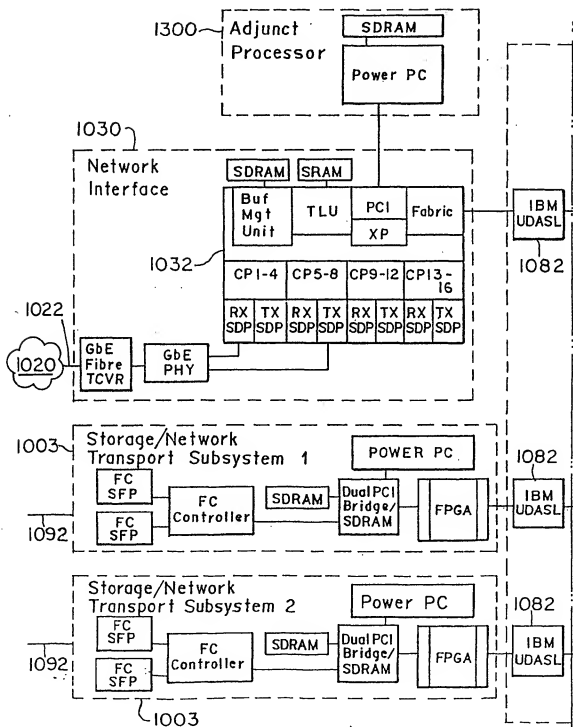 1300
Adjunct
Processor
SDRAM
Power PC
1030
Network
Interface
SDRAM
SRAM
Buf
Mgt
Unit
TLU
PCI
XP
Fabric
IBM
UDASL
1082
1032
CP1-4
CP5-8
CP9-12
CP13-
16
RX
SDP
TX
SDP
RX
SDP
TX
SDP
RX
SDP
TX
SDP
RX
SDP
TX
SDP
1022
1020
GbE
Fibre
TCVR
GbE
PHY
1003
Storage/Network
Transport Subsystem 1
FC
SFP
FC
SFP
1092
FC
Controller
SDRAM
POWER PC
Dual PCI
Bridge/
SDRAM
FPGA
1082
IBM
UDASL
Storage/Network
Transport Subsystem 2
FC
SFP
FC
SFP
1092
FC
Controller
SDRAM
Power PC
Dual PCI
Bridge/
SDRAM
FPGA
1082
IBM
UDASL
1003